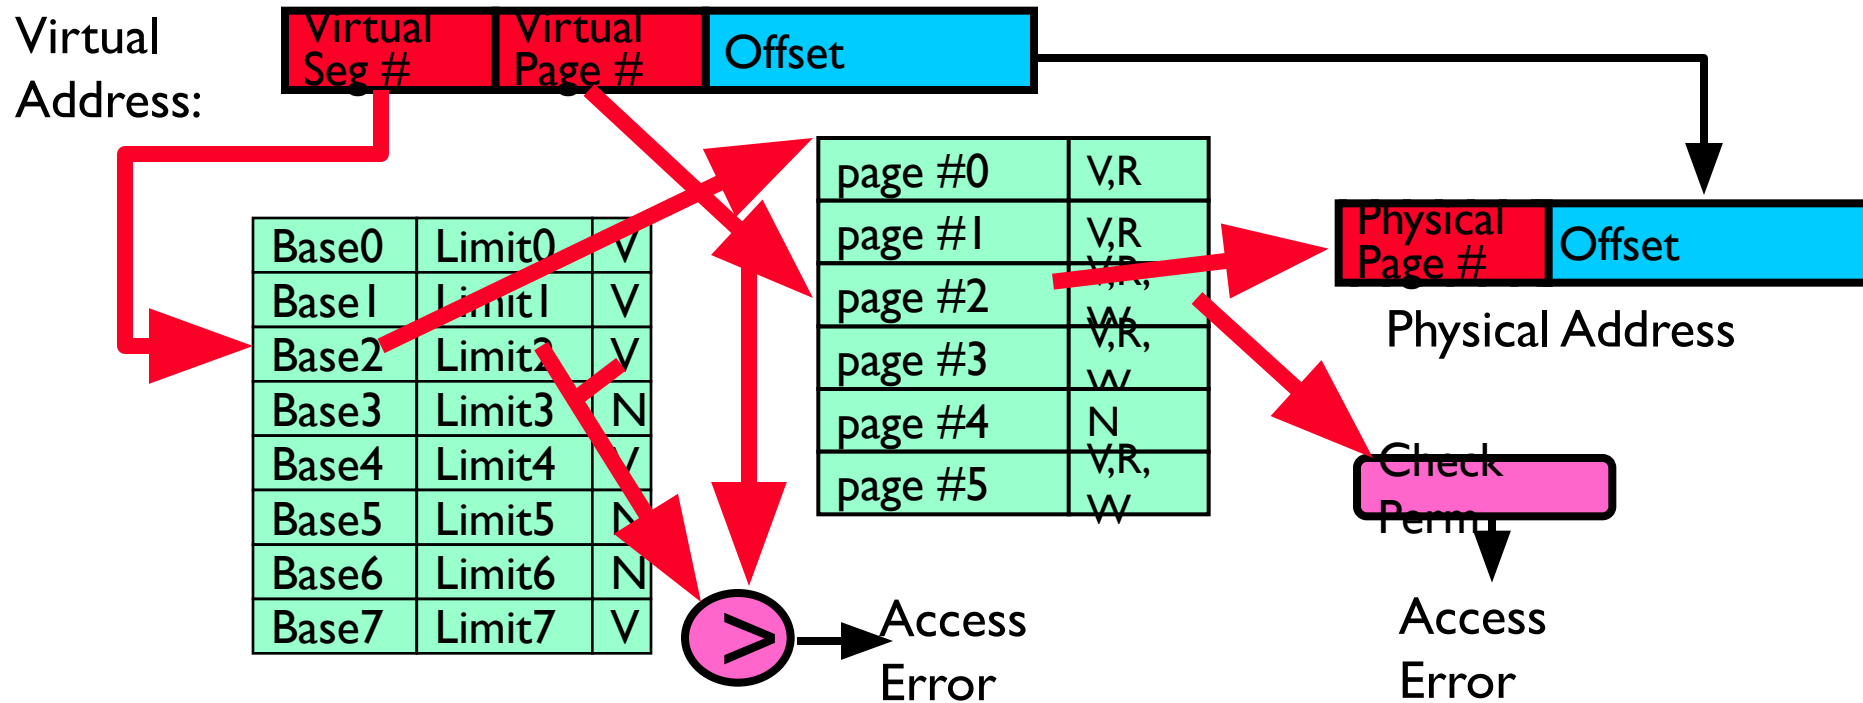 Virtual
Address:
Virtual
Seg #
Virtual
Page #
Offset
Base0 Limit0 V
Base1 Limit1 V
Base2 Limit2 V
Base3 Limit3 N
Base4 Limit4 V
Base5 Limit5 N
Base6 Limit6 N
Base7 Limit7 V
page #0 V,R
page #1 V,R
page #2 V,R,
W
page #3 V,R,
W
page #4 N
page #5 V,R,
W
Physical
Page #
Offset
Physical Address
>
Access
Error
Check
Perm
Access
Error